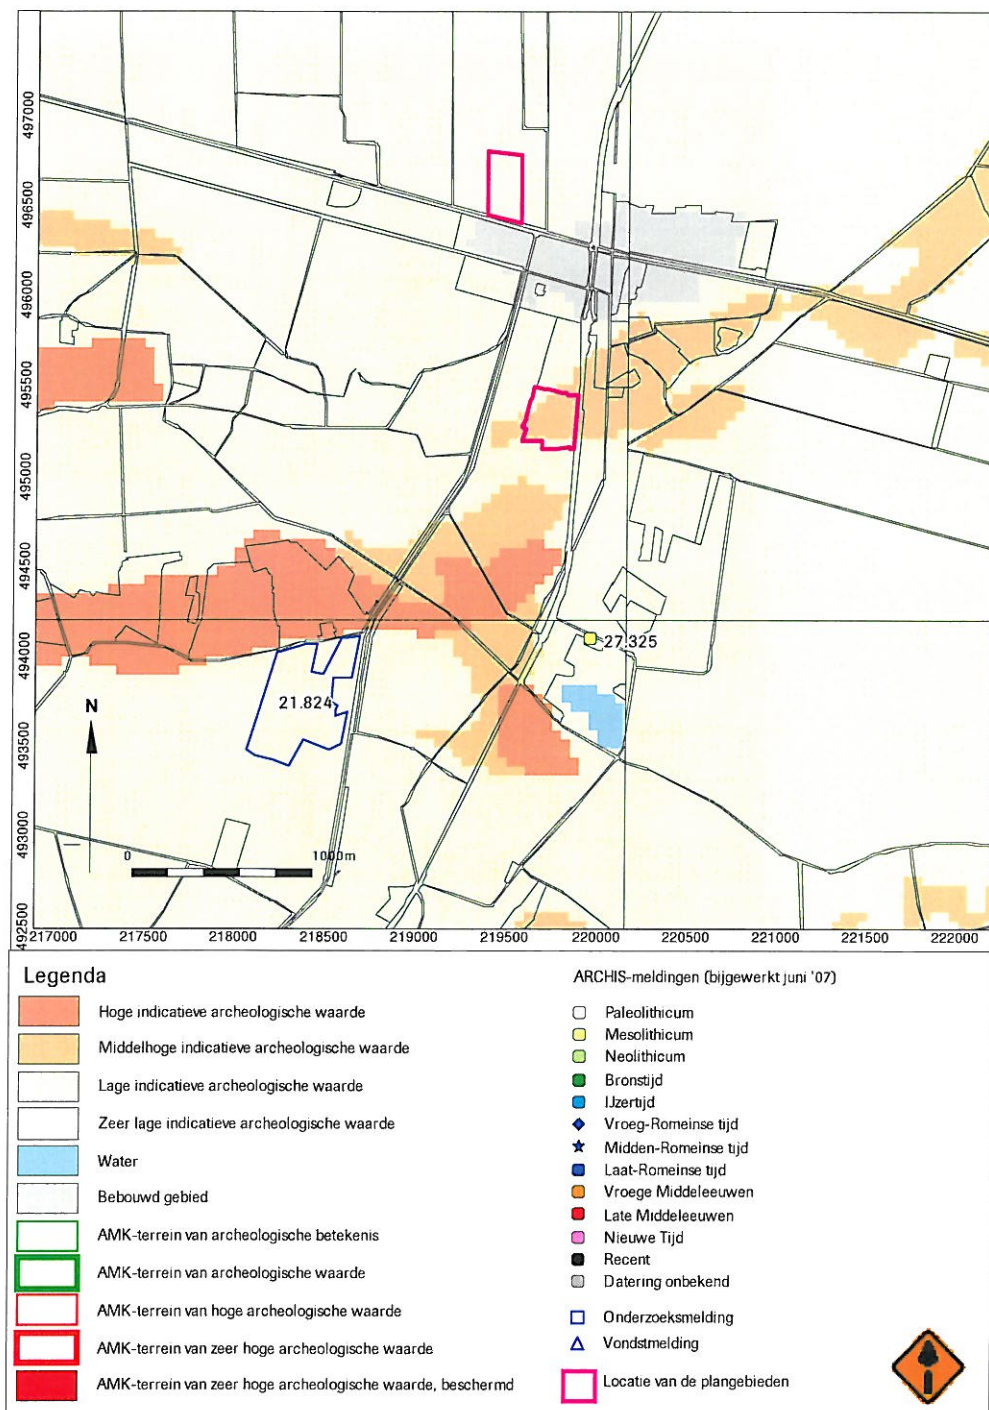 497000
496500
496000
495500
495000
494500
494000
493500
493000
492500
27.325
21.824
N
0 1000m
217000 217500 218000 218500 219000 219500 220000 220500 221000 221500 222000
Legenda
Hoge indicatieve archeologische waarde
Middelhoge indicatieve archeologische waarde
Lage indicatieve archeologische waarde
Zeer lage indicatieve archeologische waarde
Water
Bebouwd gebied
AMK-terrein van archeologische betekenis
AMK-terrein van archeologische waarde
AMK-terrein van hoge archeologische waarde
AMK-terrein van zeer hoge archeologische waarde
AMK-terrein van zeer hoge archeologische waarde, beschermd
ARCHIS-meldingen (bijgewerkt juni '07)
Paleolithicum
Mesolithicum
Neolithicum
Bronstijd
IJzertijd
Vroeg-Romeinse tijd
Midden-Romeinse tijd
Laat-Romeinse tijd
Vroege Middeleeuwen
Late Middeleeuwen
Nieuwe Tijd
Recent
Datering onbekend
Onderzoeksmelding
Vondstmelding
Locatie van de plangebieden